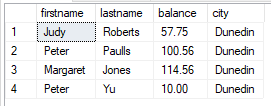 firstname lastname balance city
1 Judy Roberts 57.75 Dunedin
2 Peter Paulls 100.56 Dunedin
3 Margaret Jones 114.56 Dunedin
4 Peter Yu 10.00 Dunedin